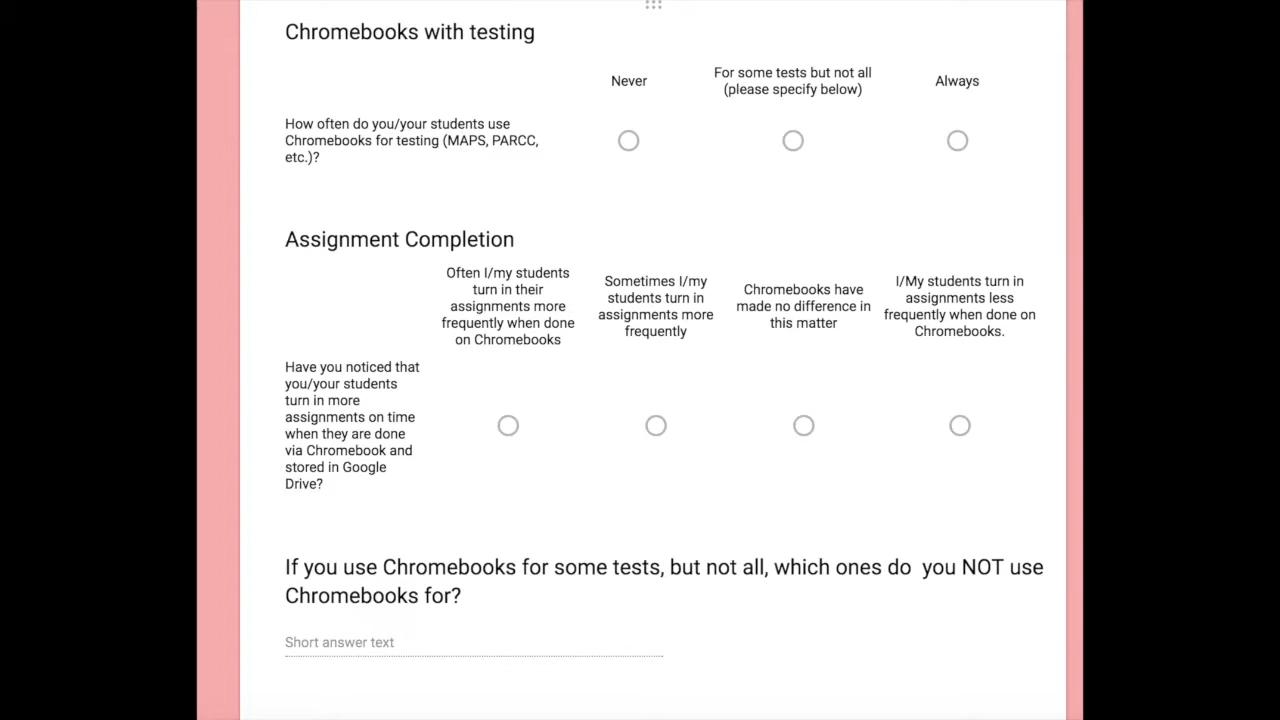 Chromebooks with testing
Never
For some tests but not all
(please specify below)
Always
How often do you/your students use
Chromebooks for testing (MAPS, PARCC,
etc.)?
Assignment Completion
Often I/my students
turn in their
assignments more
frequently when done
on Chromebooks
Sometimes I/my
students turn in
assignments more
frequently
Chromebooks have
made no difference in
this matter
I/My students turn in
assignments less
frequently when done on
Chromebooks.
Have you noticed that
you/your students
turn in more
assignments on time
when they are done
via Chromebook and
stored in Google
Drive?
If you use Chromebooks for some tests, but not all, which ones do  you NOT use
Chromebooks for?
Short answer text